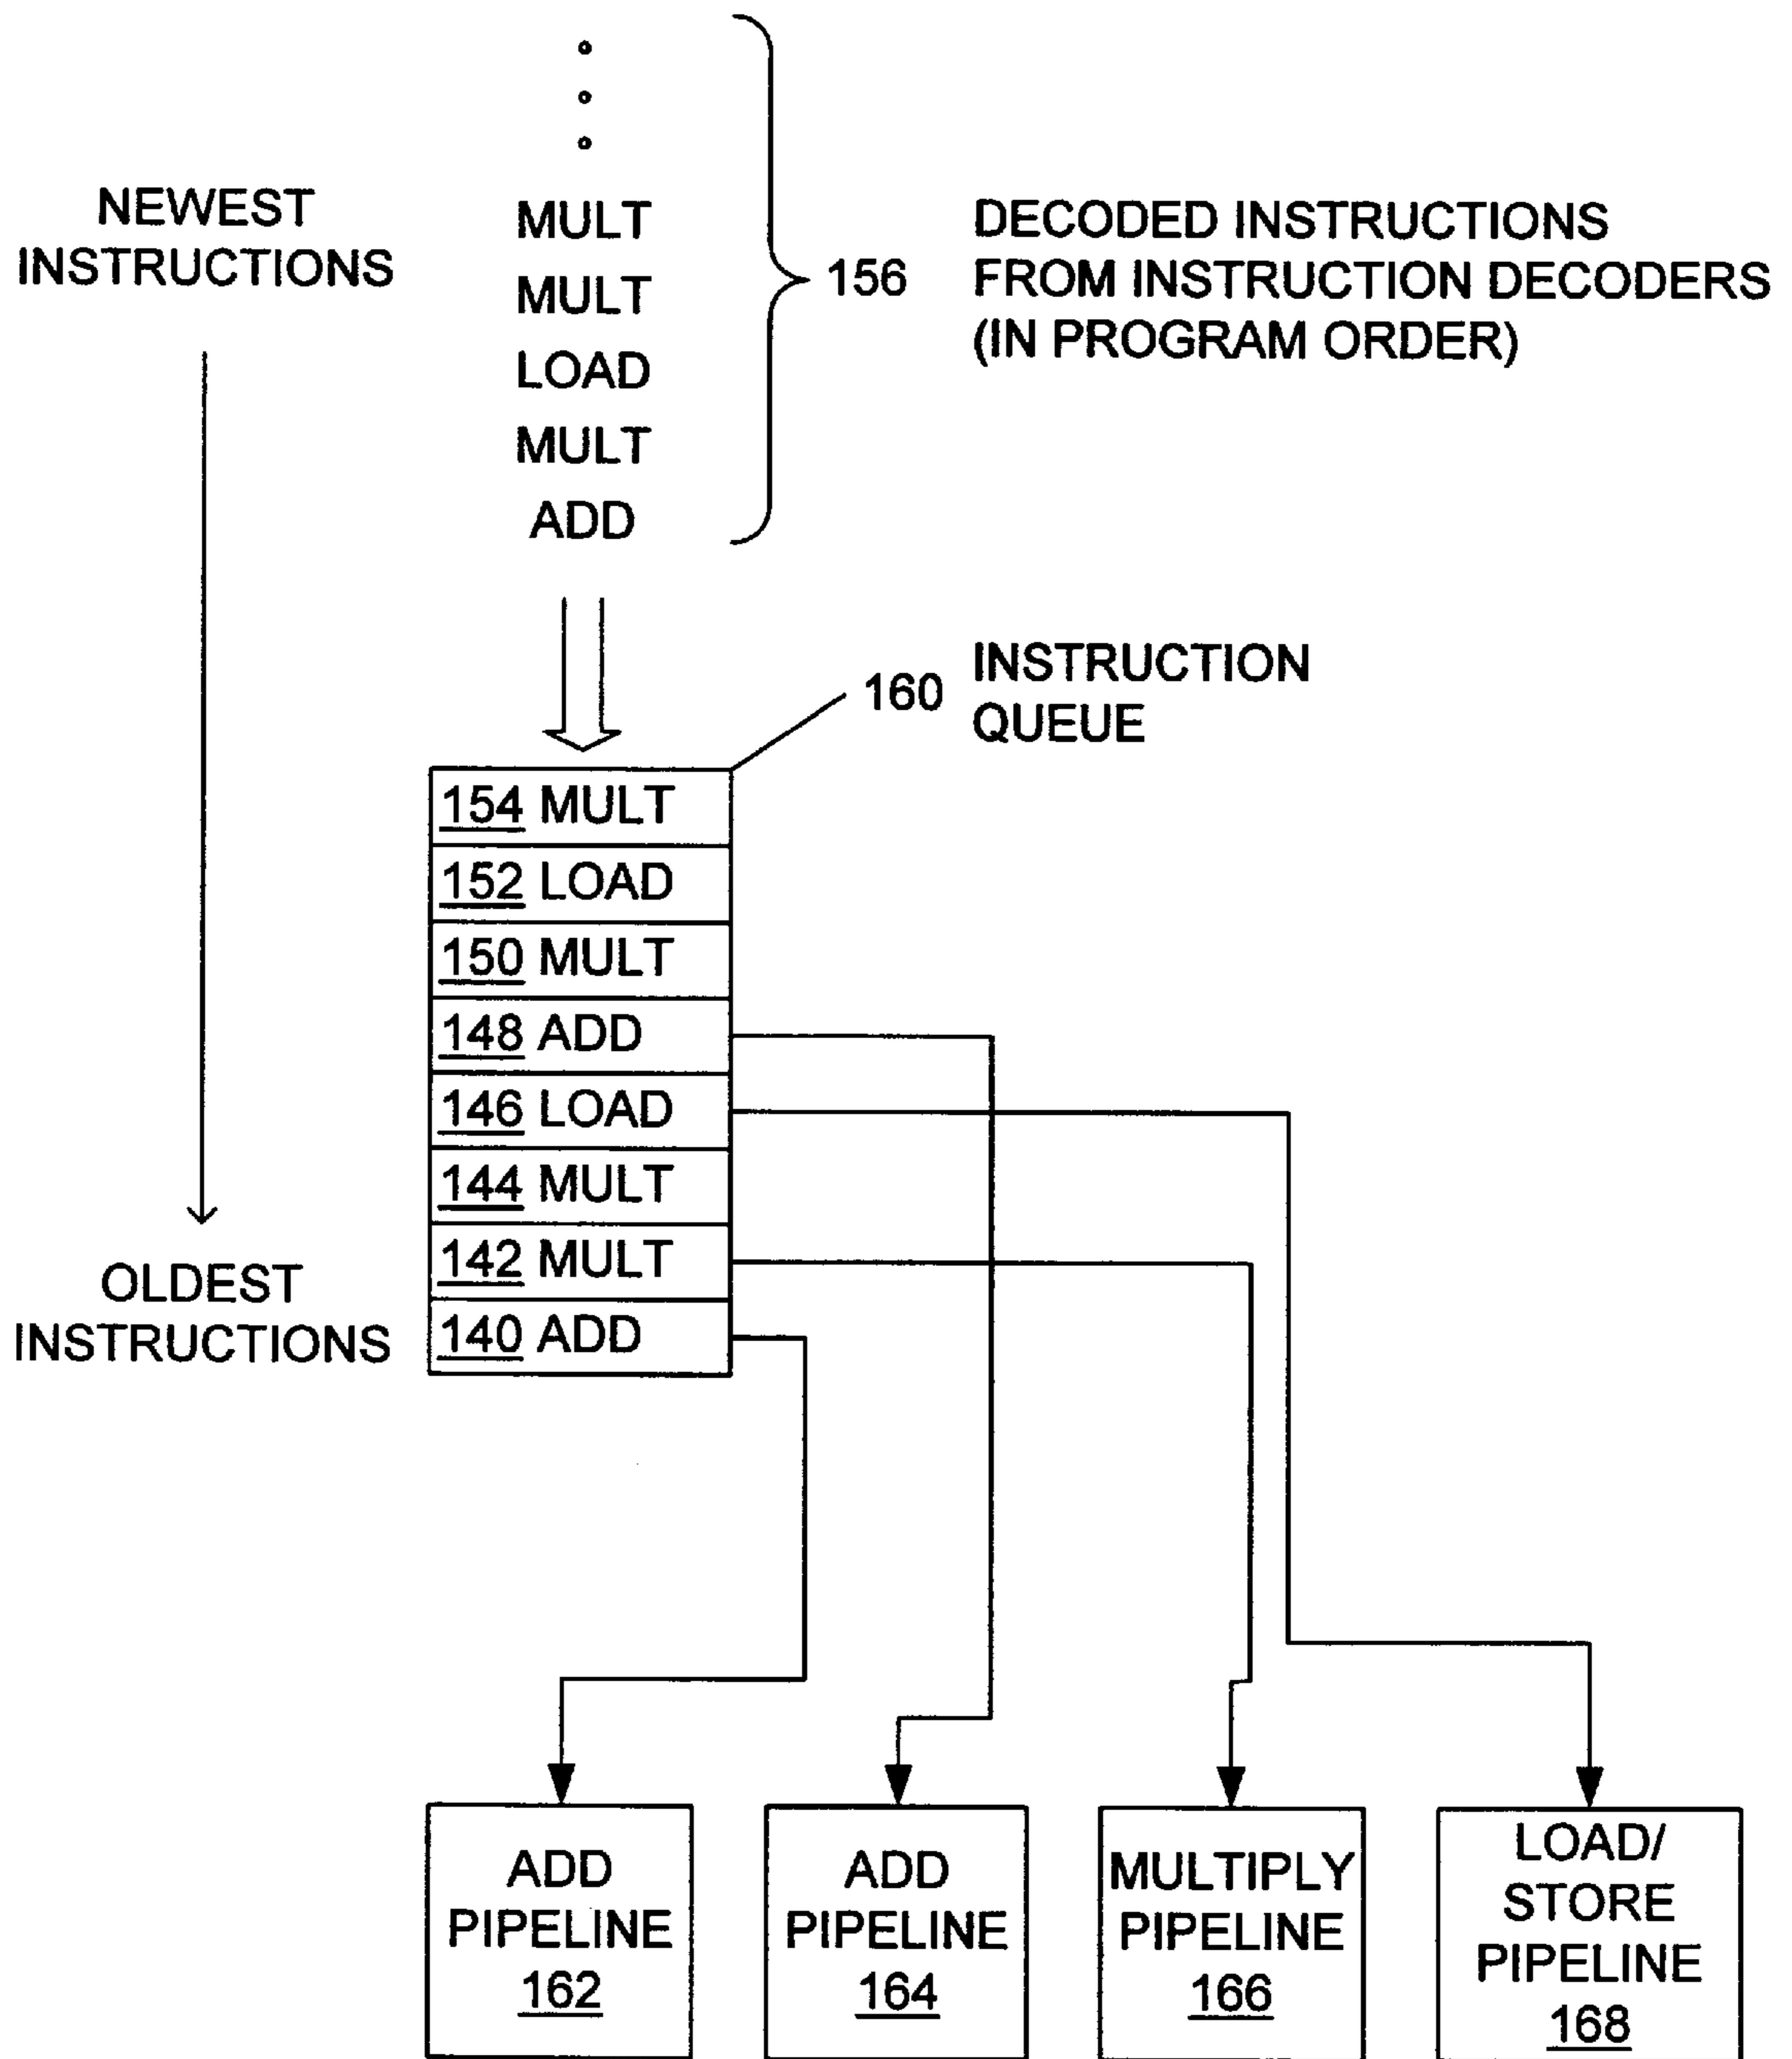 NEWEST
INSTRUCTIONS
MULT
MULT
LOAD
MULT
ADD
156
DECODED INSTRUCTIONS
FROM INSTRUCTION DECODERS
(IN PROGRAM ORDER)
160
INSTRUCTION
QUEUE
154 MULT
152 LOAD
150 MULT
148 ADD
146 LOAD
144 MULT
142 MULT
140 ADD
OLDEST
INSTRUCTIONS
ADD
PIPELINE
162
ADD
PIPELINE
164
MULTIPLY
PIPELINE
166
LOAD/
STORE
PIPELINE
168